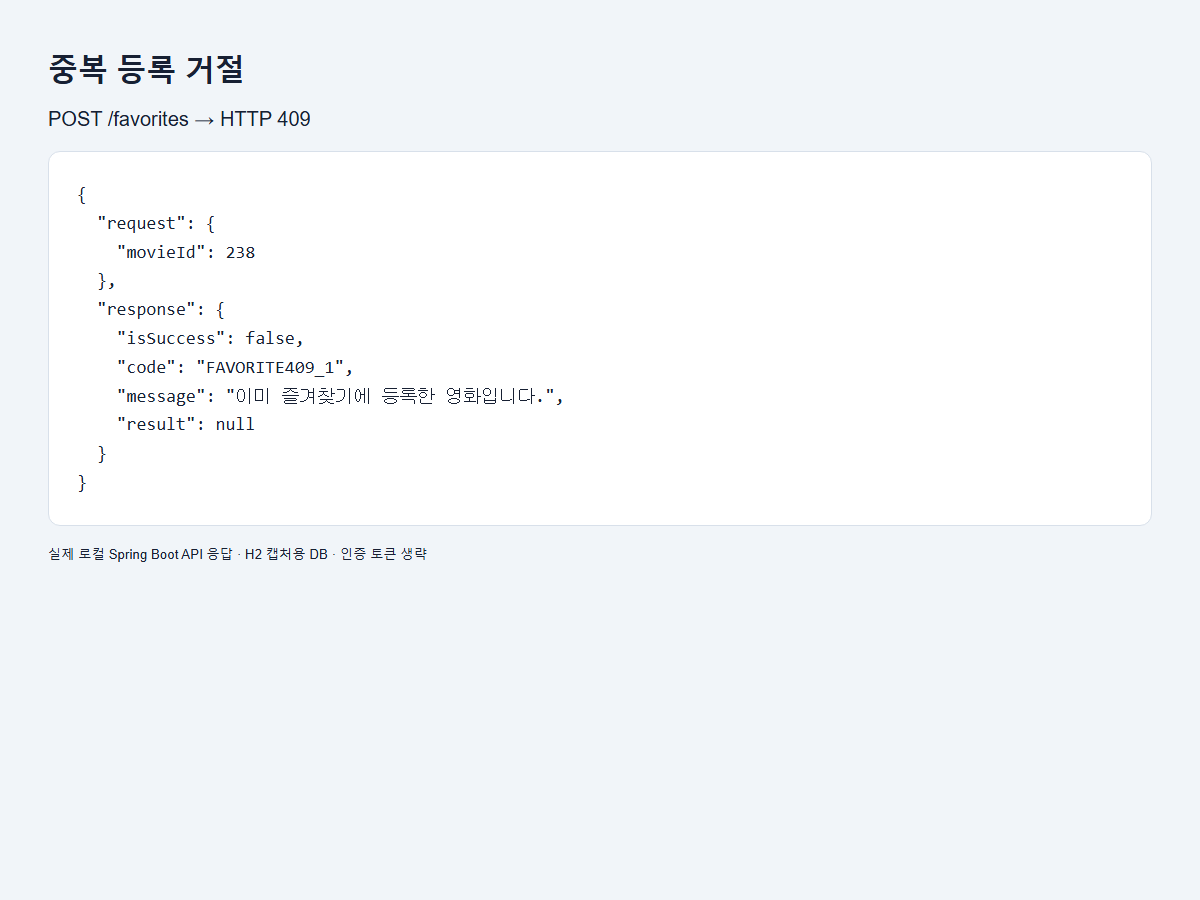 중복 등록 거절
POST /favorites → HTTP 409
{
  "request": {
    "movieId": 238
  },
  "response": {
    "isSuccess": false,
    "code": "FAVORITE409_1",
    "message": "이미 즐겨찾기에 등록한 영화입니다.",
    "result": null
  }
}
실제 로컬 Spring Boot API 응답 · H2 캡처용 DB · 인증 토큰 생략